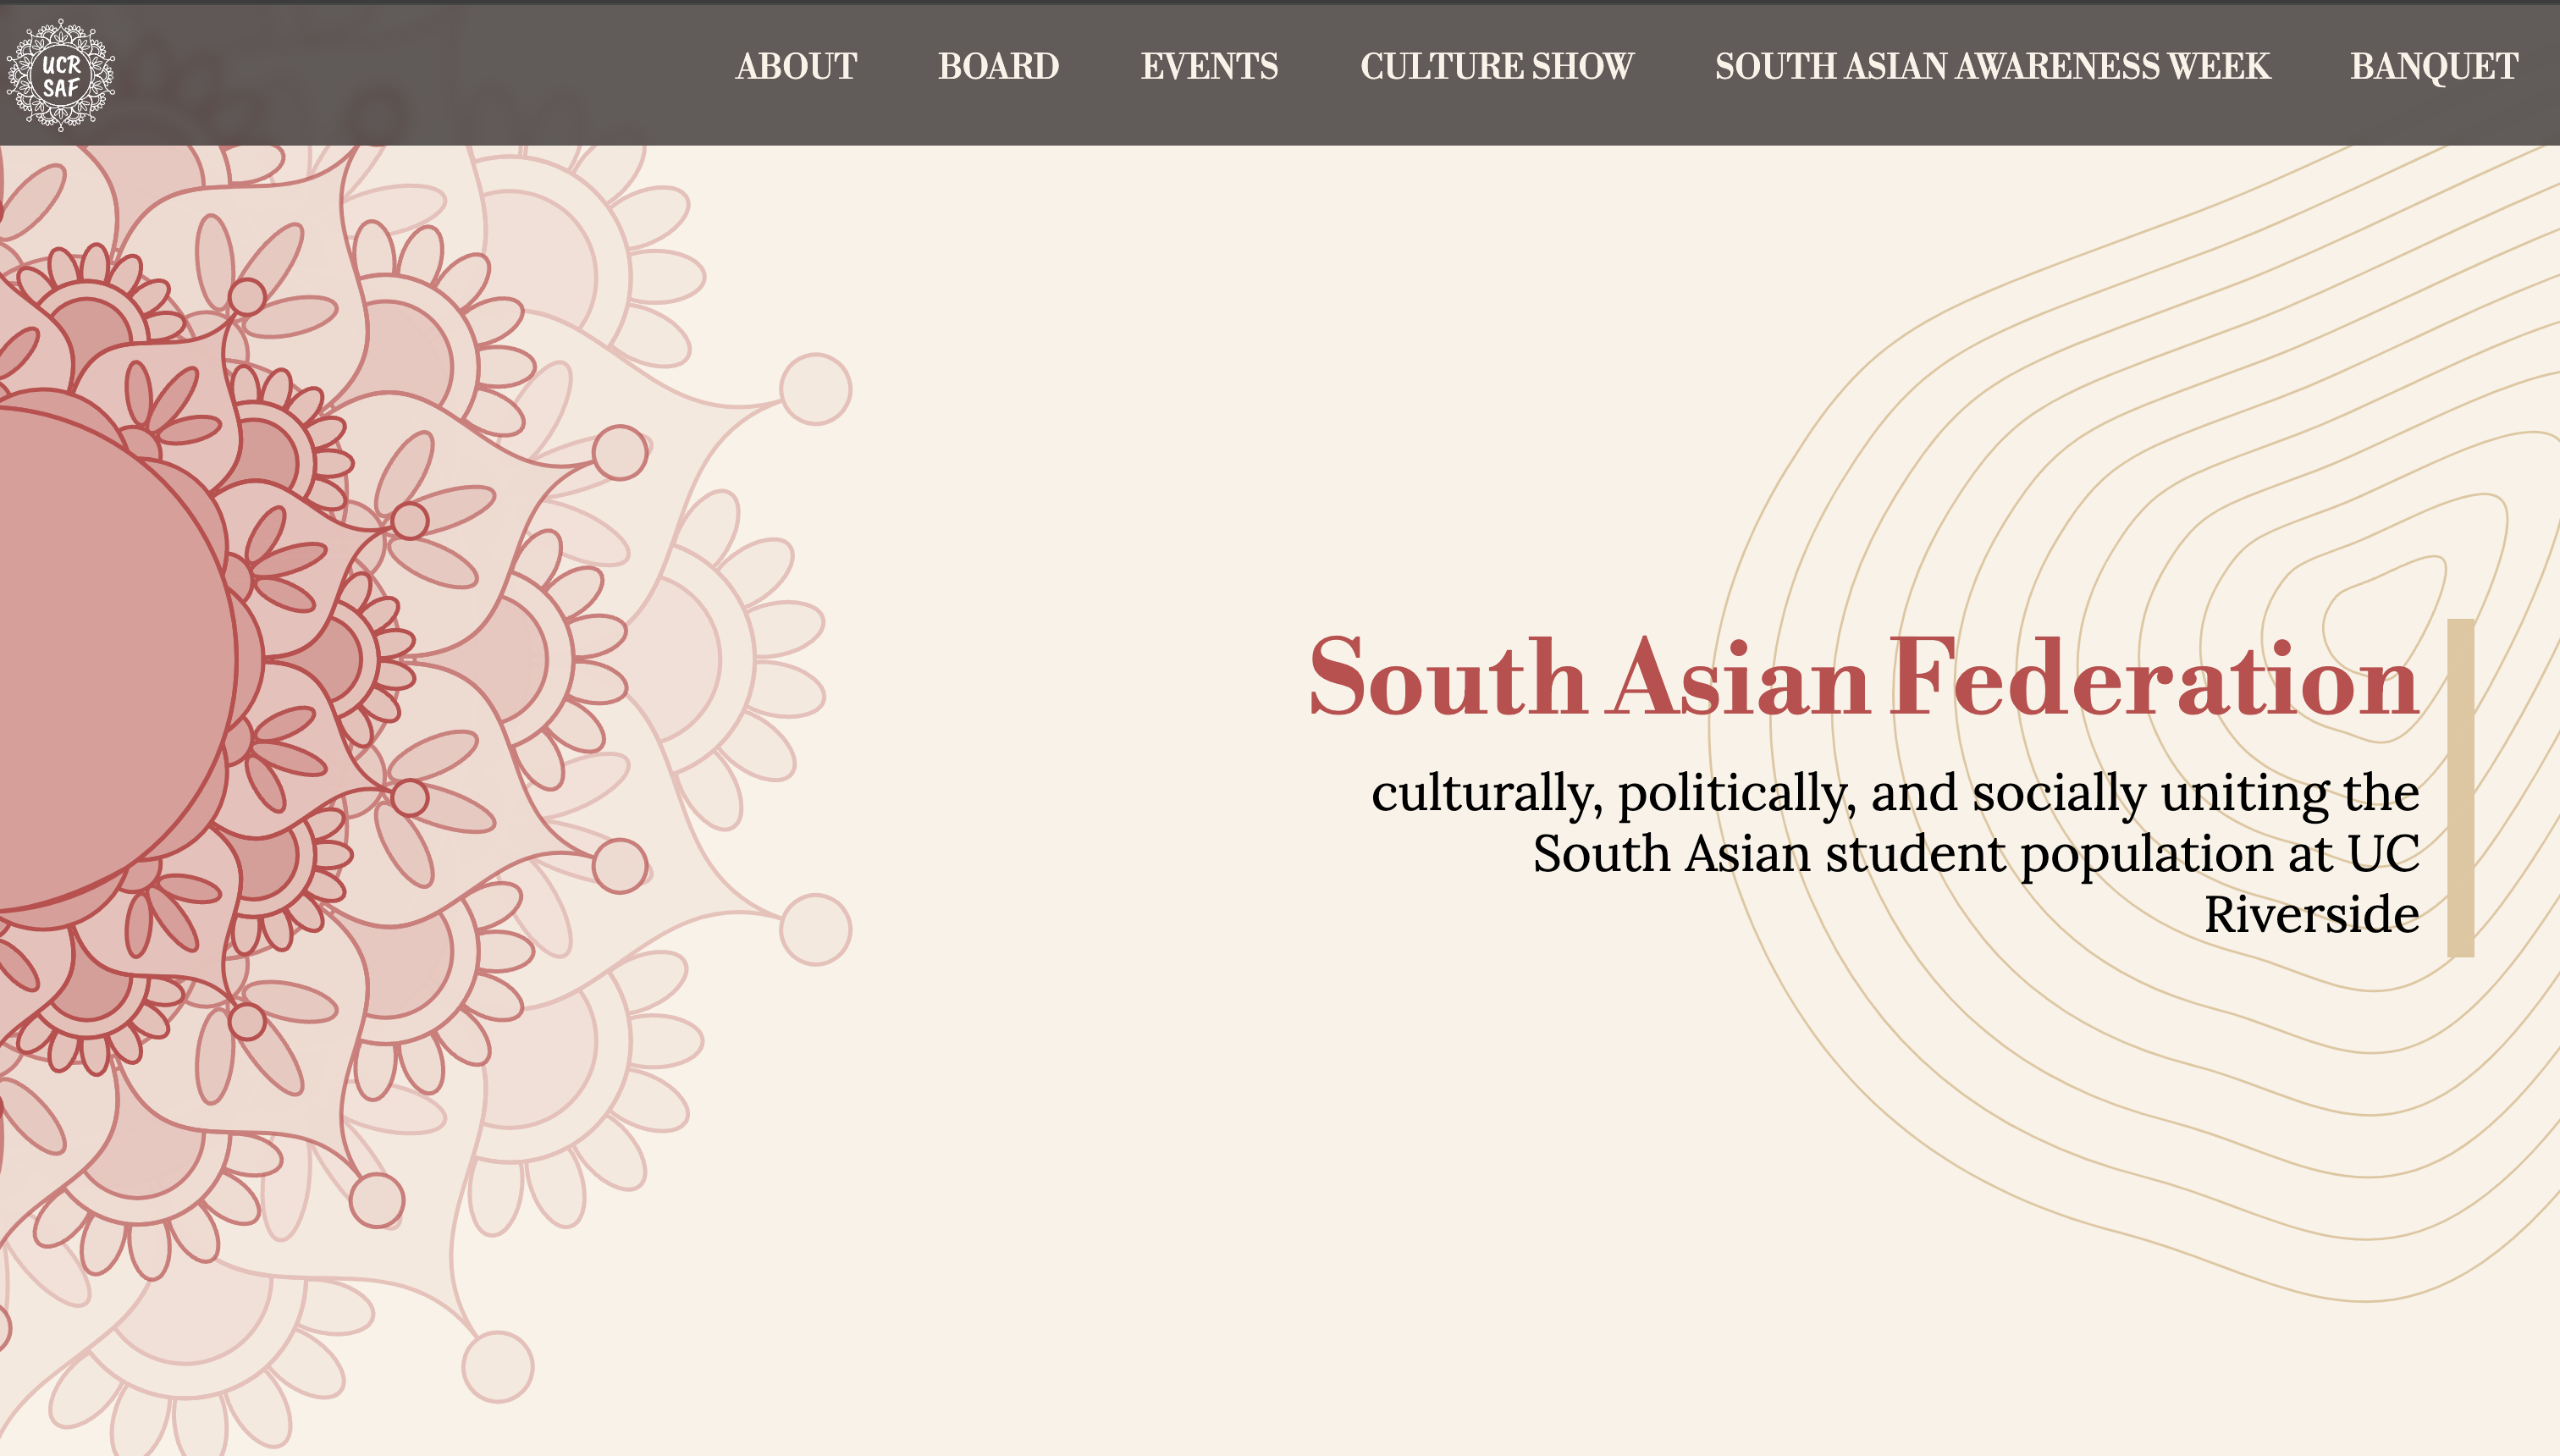 UCR
SAF
ABOUT BOARD EVENTS CULTURE SHOW SOUTH ASIAN AWARENESS WEEK BANQUET
South Asian Federation
culturally, politically, and socially uniting the
South Asian student population at UC
Riverside